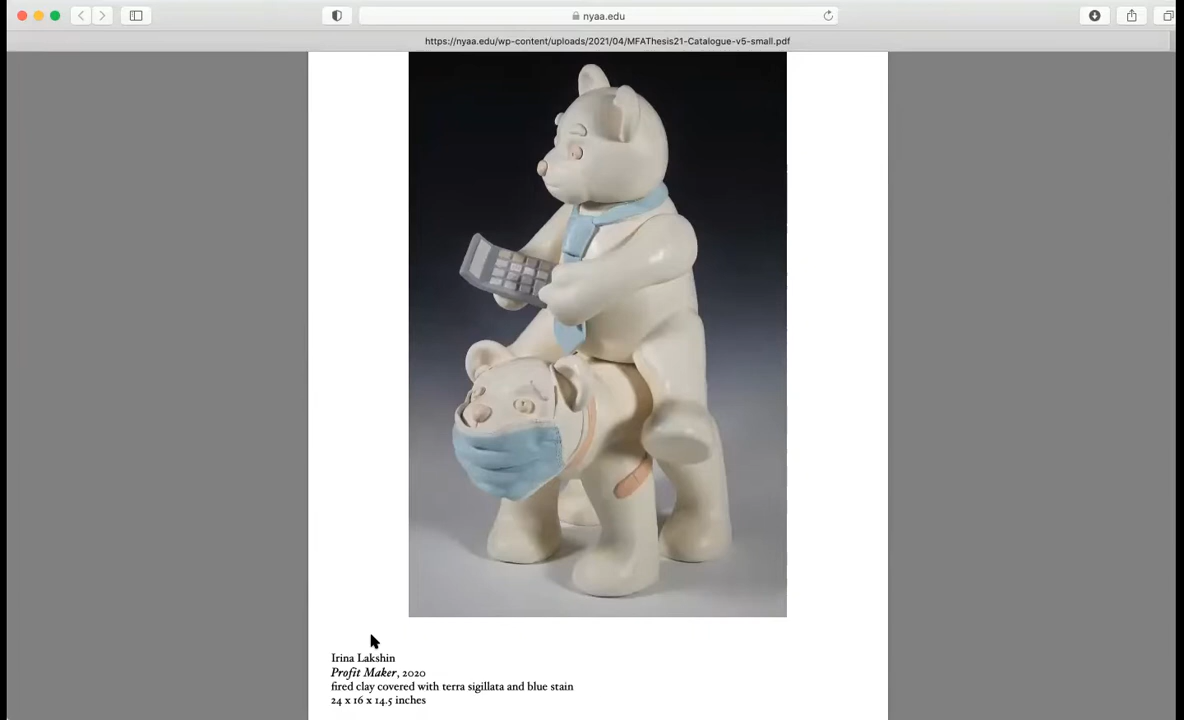 nyaa.edu
https://nyaa.edu/wp-content/uploads/2021/04/MFAThesis21-Catalogue-v5-small.pdf
Irina Lakshin
Profit Maker, 2020
fired clay covered with terra sigillata and blue stain
24 x 16 x 14.5 inches